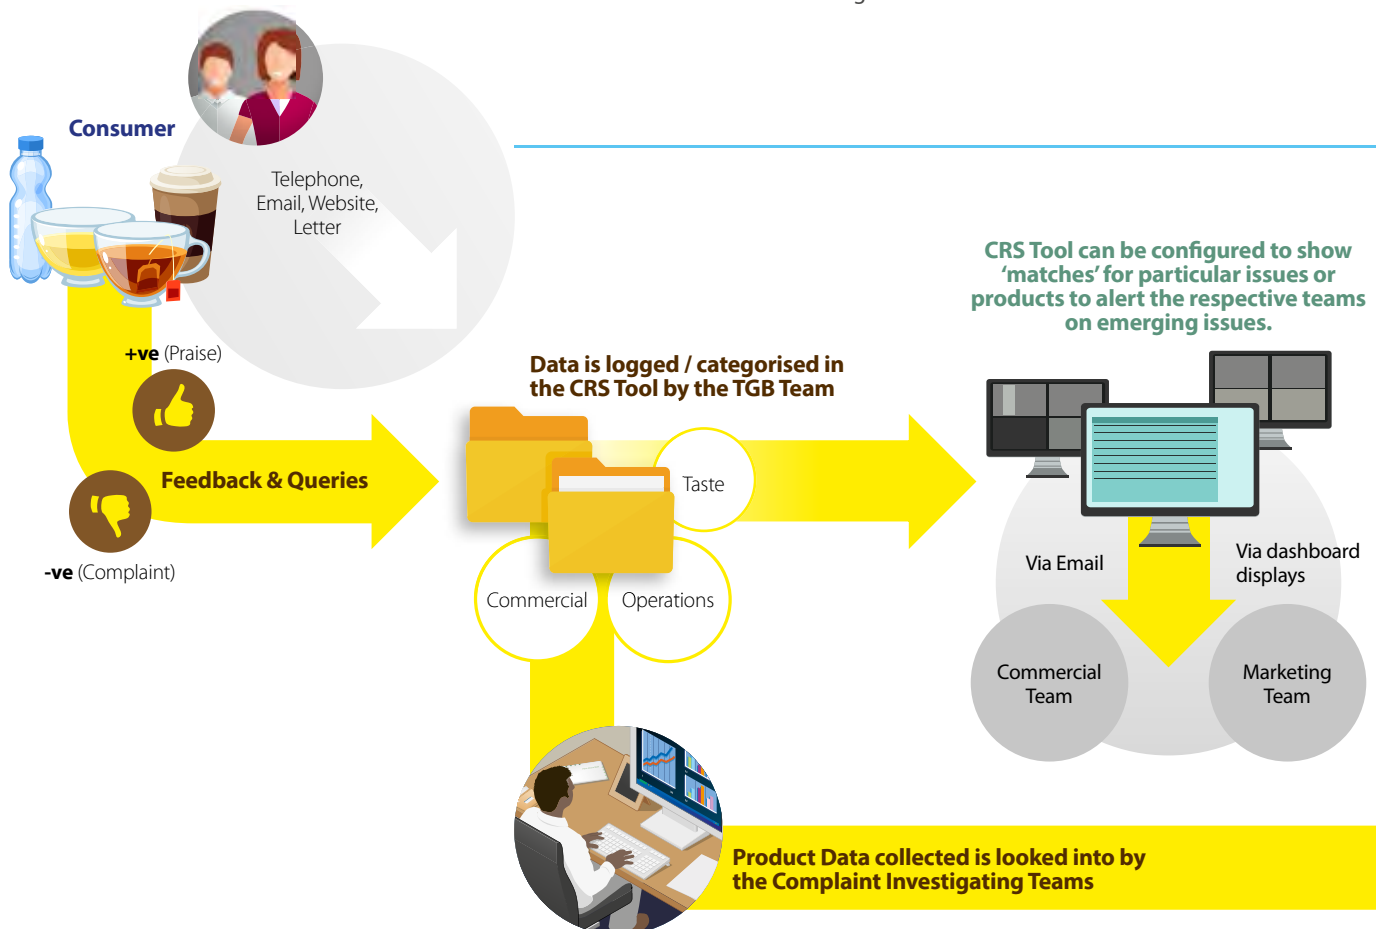 Consumer
Telephone,
Email, Website,
Letter
+ve (Praise)
Feedback & Queries
-ve (Complaint)
Data is logged / categorised in
the CRS Tool by the TGB Team
Taste
Commercial
Operations
CRS Tool can be configured to show
‘matches’ for particular issues or
products to alert the respective teams
on emerging issues.
Via Email
Via dashboard
displays
Commercial
Team
Marketing
Team
Product Data collected is looked into by
the Complaint Investigating Teams